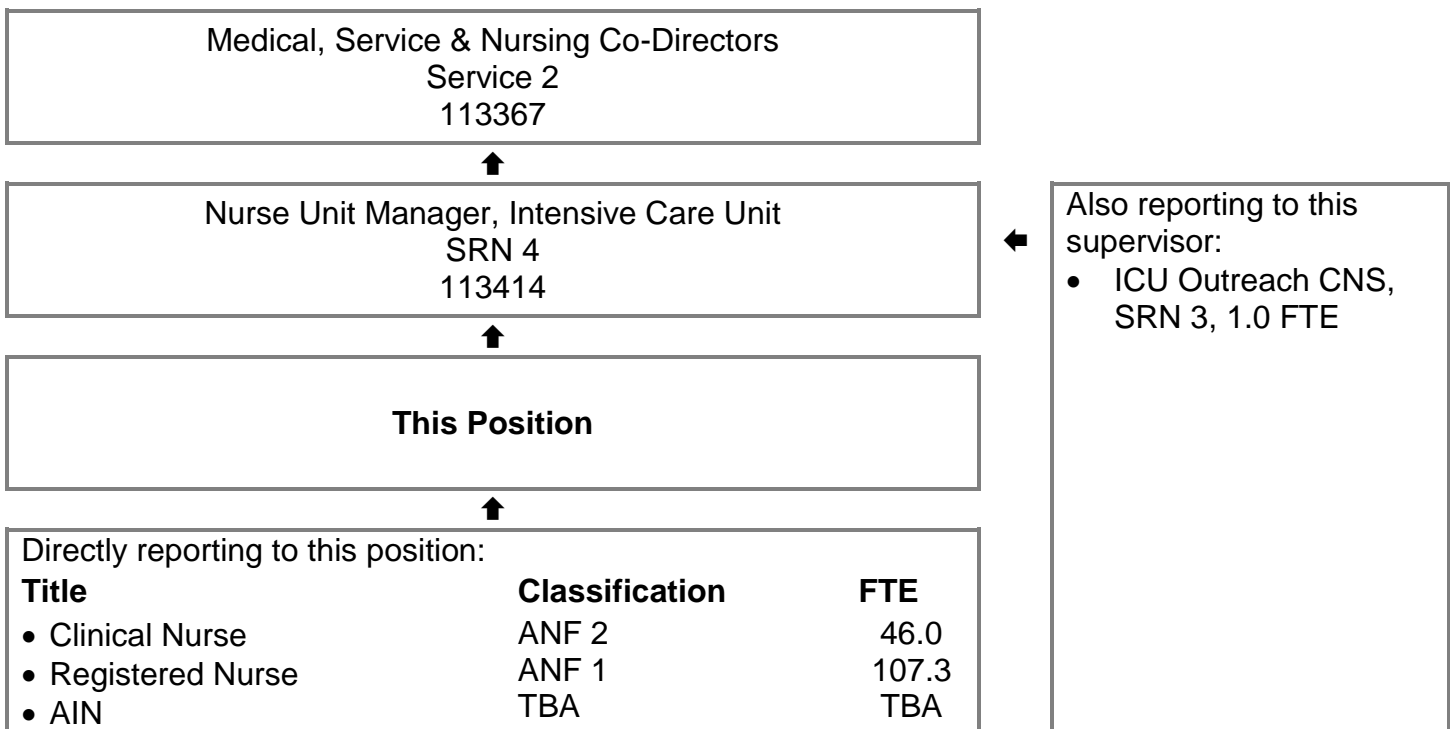 Medical, Service & Nursing Co-Directors
Service 2
113367
Nurse Unit Manager, Intensive Care Unit
SRN 4
113414
Also reporting to this
supervisor:
• ICU Outreach CNS,
SRN 3, 1.0 FTE
This Position
Directly reporting to this position:
Title Classification FTE
• Clinical Nurse ANF 2 46.0
• Registered Nurse ANF 1 107.3
• AIN TBA TBA